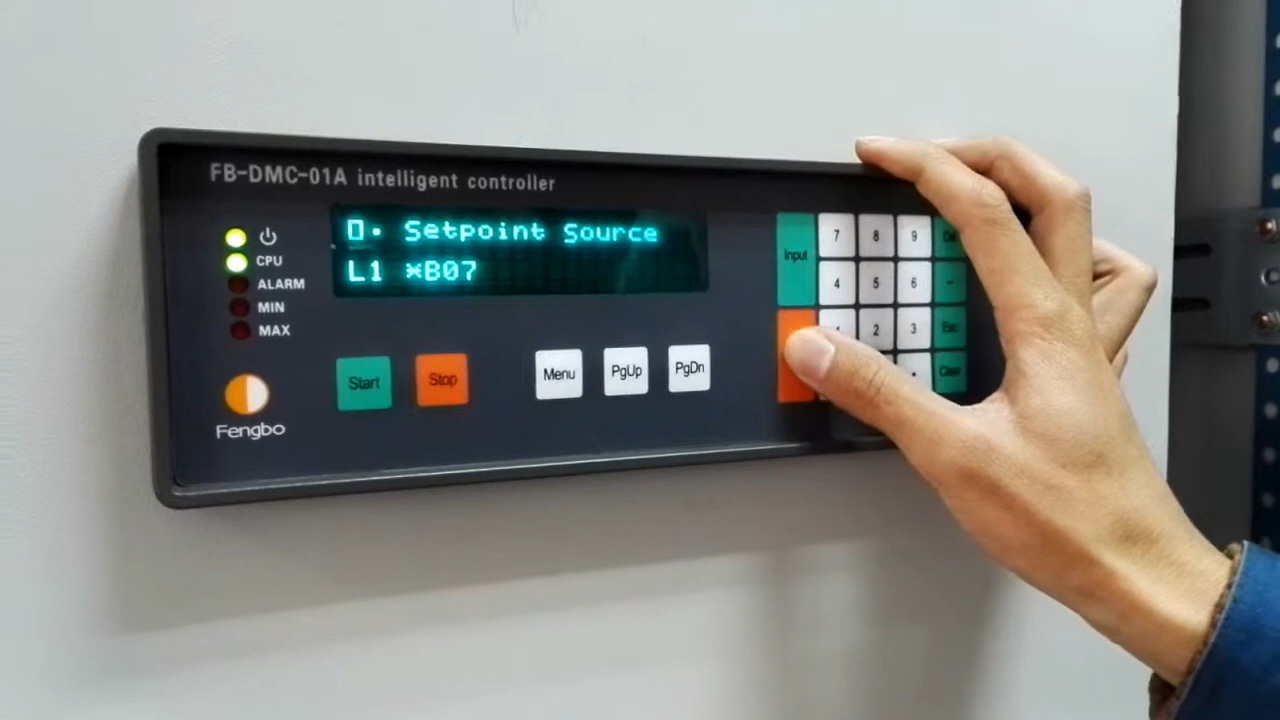 FB-DMC-01A intelligent controller
Setpoint Source
L1 *B07
CPU
ALARM
MIN
MAX
Fengbo
Start
Stop
Menu
PgUp
PgDn
Input
7
8
9
4
5
6
-
2
3
Esc
.
Clear